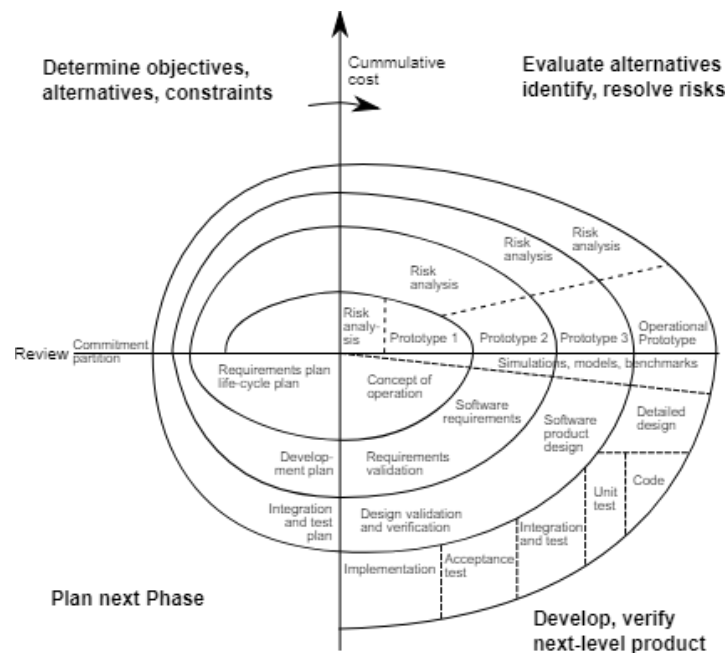 Determine objectives,
alternatives, constraints
Cummulative
cost
Evaluate alternatives
identify, resolve risks
Risk
analysis
Risk
analysis
Risk
analysis
Risk
analy-
sis
Prototype 1
Prototype 2
Prototype 3
Operational
Prototype
Review
Commitment
partition
Simulations, models, benchmarks
Requirements plan
life-cycle plan
Concept of
operation
Software
requirements
Software
product
design
Detailed
design
Develop-
ment plan
Requirements
validation
Integration
and test
plan
Design validation
and verification
Code
Unit
test
Integration
and test
Acceptance
test
Implementation
Plan next Phase
Develop, verify
next-level product